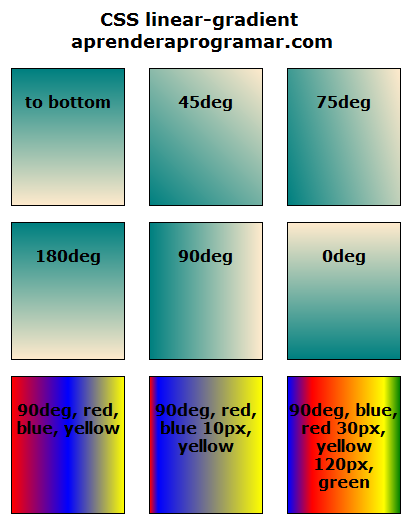 CSS linear-gradient
aprenderaprogramar.com
to bottom
45deg
75deg
180deg
90deg
0deg
90deg, red,
blue, yellow
90deg, red,
blue 10px,
yellow
90deg, blue,
red 30px,
yellow
120px,
green